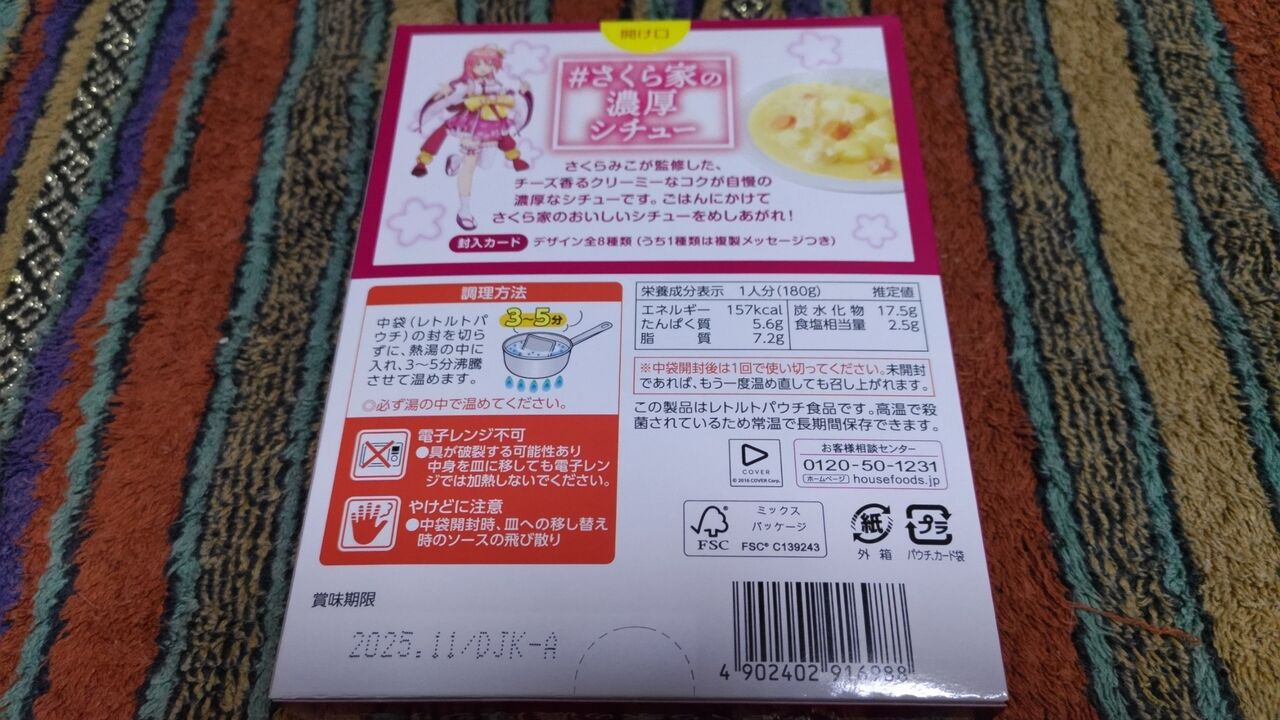 開け口
#さくら家の
濃厚
シチュー
さくらみこが監修した、
チーズ香るクリーミーなコクが自慢の
濃厚なシチューです。ごはんにかけて
さくら家のおいしいシチューをめしあがれ!
封入カード デザイン全8種類(うち1種類は複製メッセージつき)
調理方法
中袋(レトルトパ
ウチ)の封を切ら
ずに、熱湯の中に
入れ、3〜5分沸騰
させて温めます。
3〜5分
◎必ず湯の中で温めてください。
電子レンジ不可
●具が破裂する可能性あり
中身を皿に移しても電子レン
ジでは加熱しないでください。
やけどに注意
●中袋開封時、皿への移し替え
時のソースの飛び散り
栄養成分表示 1人分(180g) 推定値
エネルギー 157kcal 炭水化物 17.5g
たんぱく質 5.6g 食塩相当量 2.5g
脂質 7.2g
※中袋開封後は1回で使い切ってください。未開封
であれば、もう一度温め直しても召し上がれます。
この製品はレトルトパウチ食品です。高温で殺
菌されているため常温で長期間保存できます。
COVER
© 2016 COVER Corp.
お客様相談センター
0120-50-1231
ホームページ housefoods.jp
FSC
ミックス
パッケージ
FSC® C139243
紙
外箱
プラ
パウチ、カード袋
賞味期限
2025.11/DJK-A
4 902402 916988